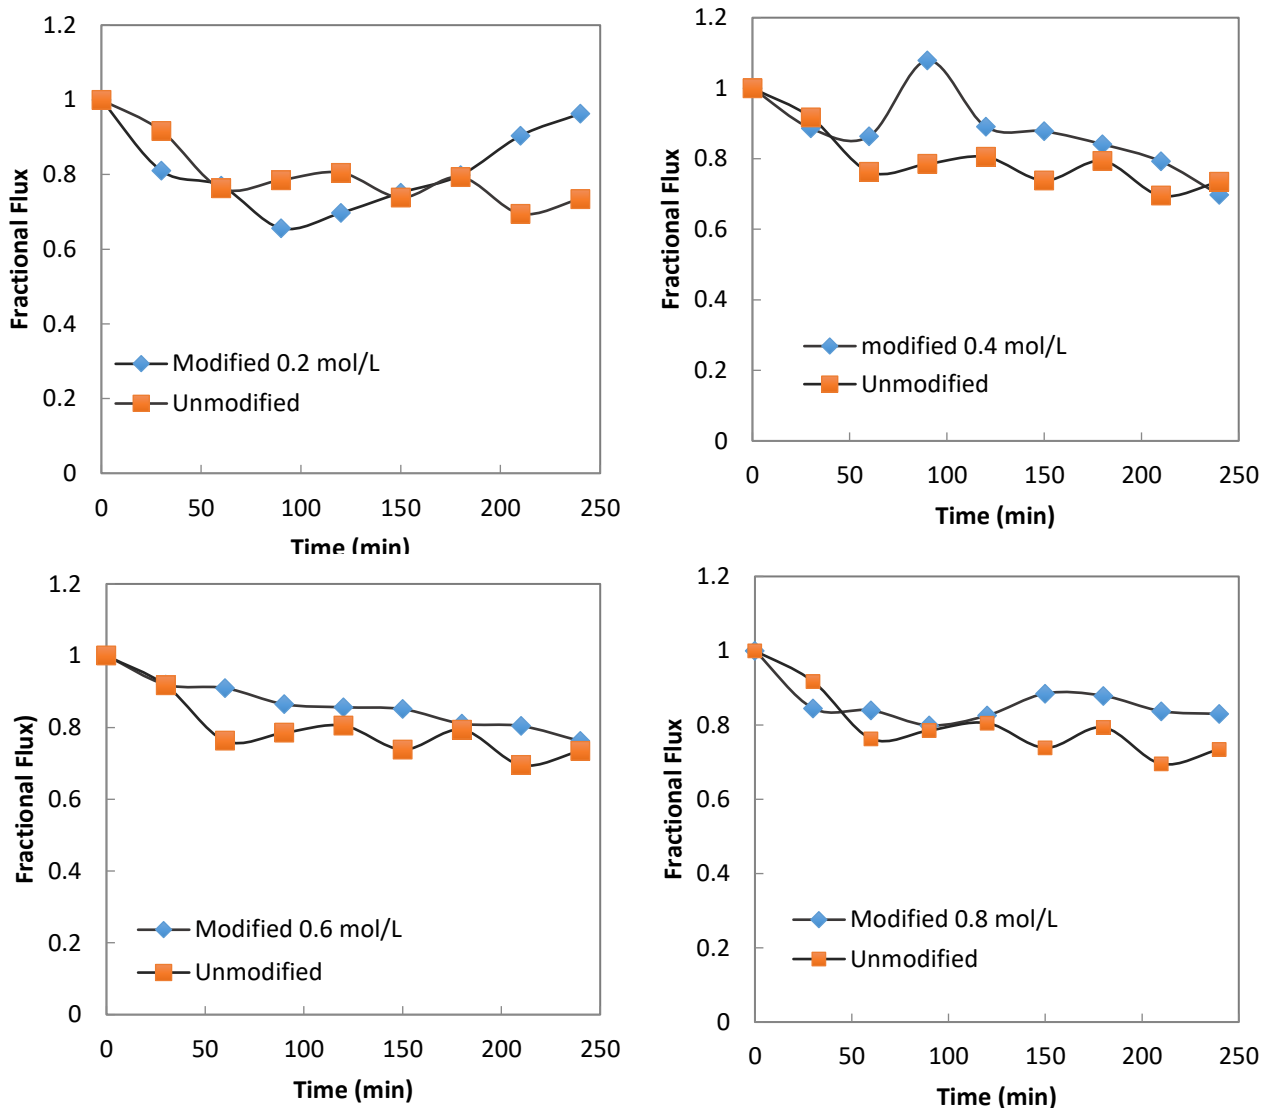 1.2
1
0.8
0.6
0.4
0.2
0
Fractional Flux
Modified 0.2 mol/L
Unmodified
0 50 100 150 200 250
Time (min)
1.2
1
0.8
0.6
0.4
0.2
0
Fractional Flux
modified 0.4 mol/L
Unmodified
0 50 100 150 200 250
Time (min)
1.2
1
0.8
0.6
0.4
0.2
0
Fractional Flux)
Modified 0.6 mol/L
Unmodified
0 50 100 150 200 250
Time (min)
1.2
1
0.8
0.6
0.4
0.2
0
Fractional Flux
Modified 0.8 mol/L
Unmodified
0 50 100 150 200 250
Time (min)